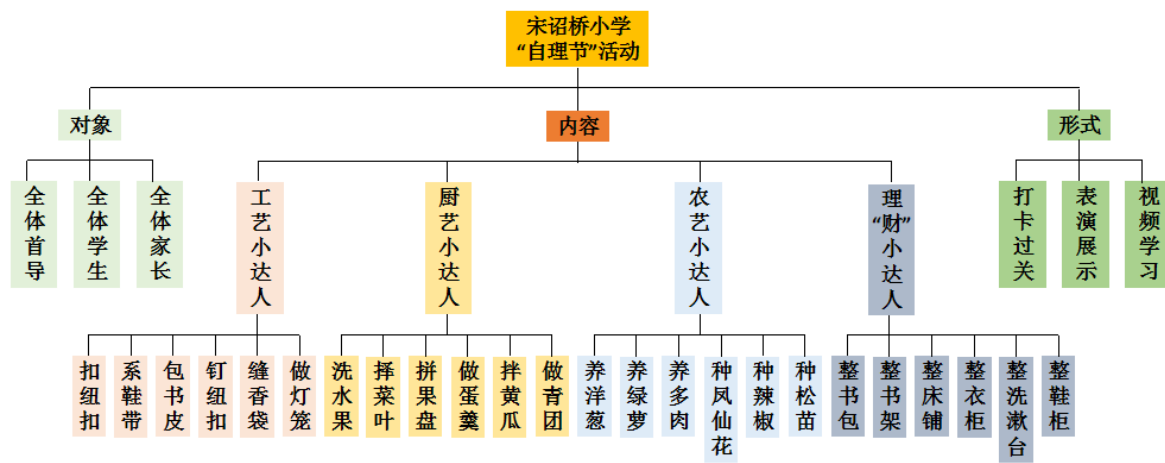 宋诏桥小学
“自理节”活动
对象
内容
形式
全体首导
全体学生
全体家长
工艺小达人
厨艺小达人
农艺小达人
理“财”小达人
打卡过关
表演展示
视频学习
扣纽扣
系鞋带
包书皮
钉纽扣
缝香袋
做灯笼
洗水果
择菜叶
拼果盘
做蛋羹
拌黄瓜
做青团
养洋葱
养绿萝
养多肉
种凤仙花
种辣椒
种松苗
整书包
整书架
整床铺
整衣柜
整洗漱台
整鞋柜